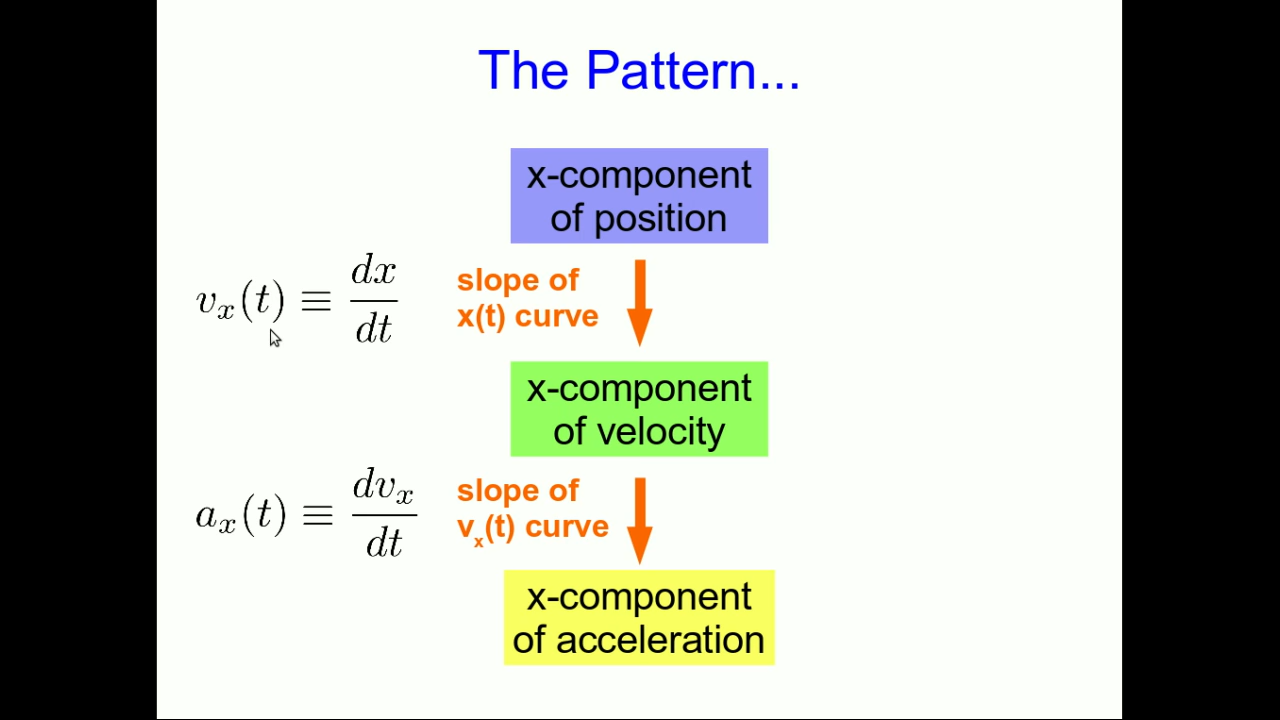 The Pattern...
x-component
of position
v_x(t) ≡ dx/dt
slope of
x(t) curve
x-component
of velocity
a_x(t) ≡ dv_x/dt
slope of
v_x(t) curve
x-component
of acceleration